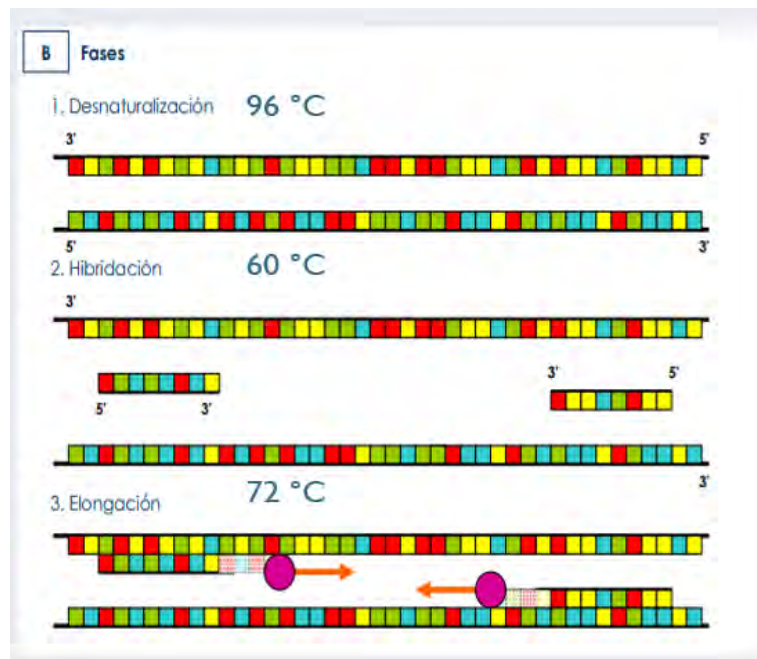 B Fases
1. Desnaturalización 96 °C
3' 5'
5' 3'
2. Hibridación 60 °C
3'
3' 5'
5' 3'
3'
3. Elongación 72 °C